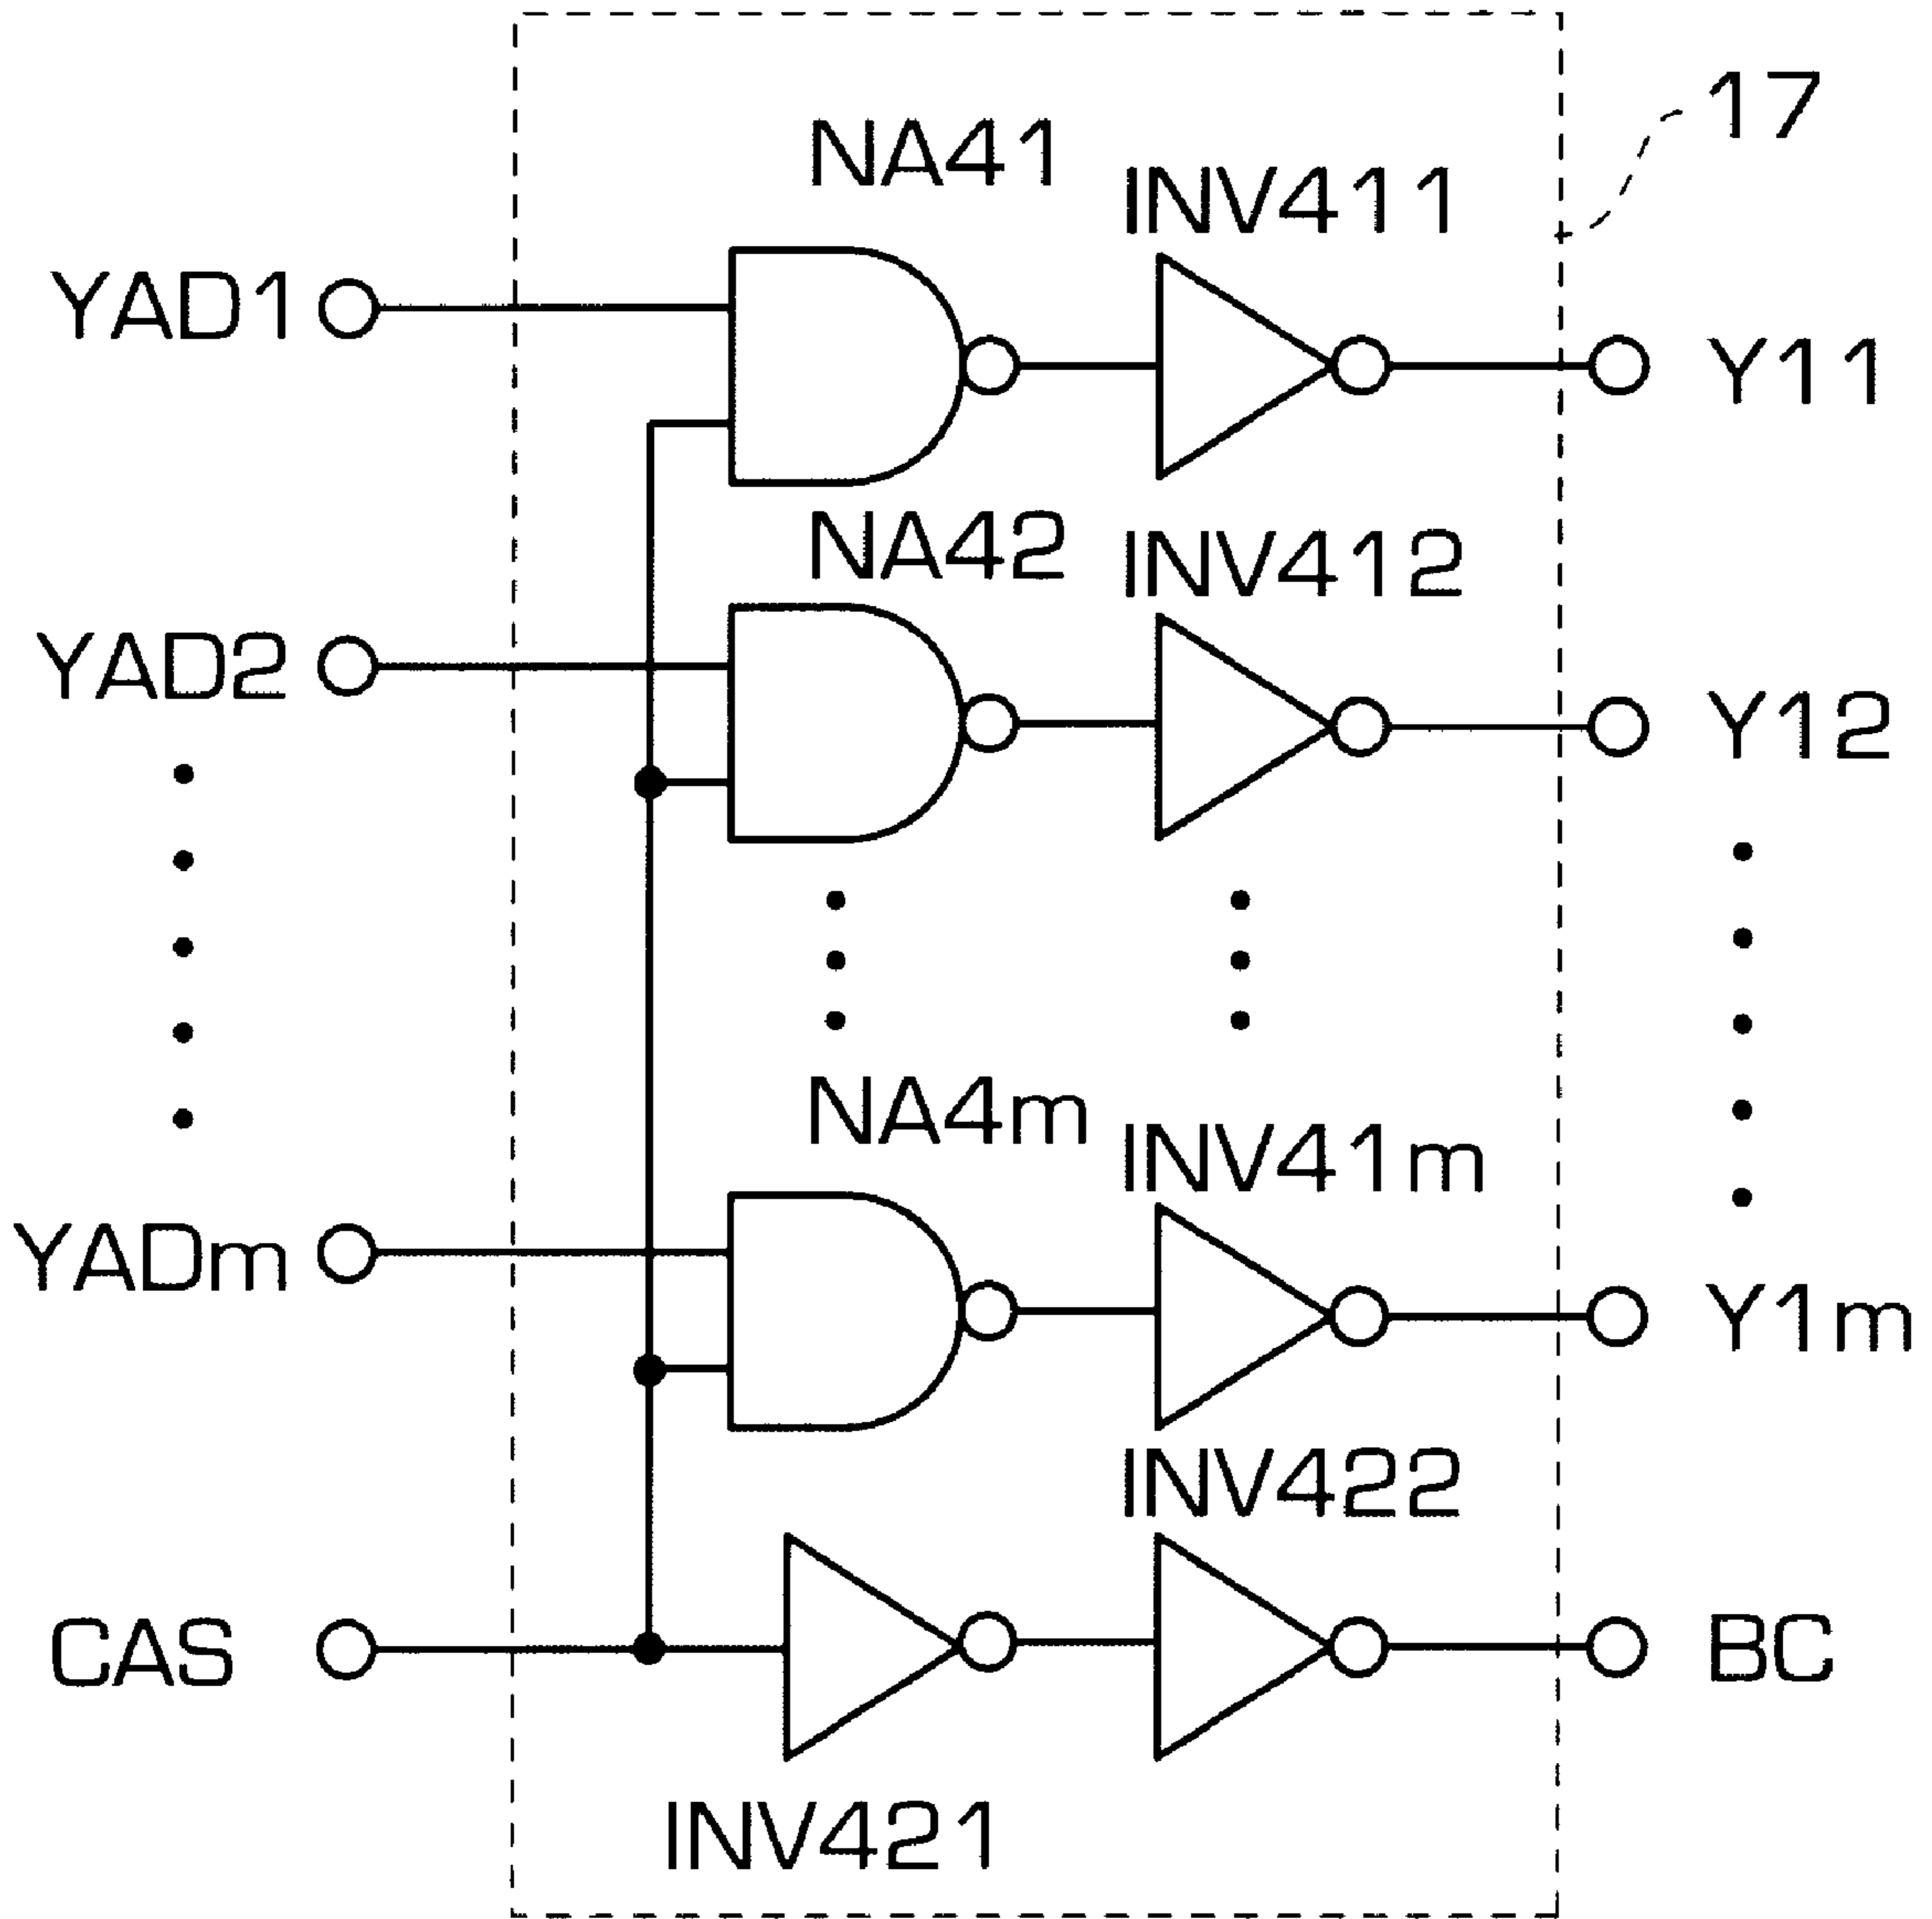 17
NA41
INV411
YAD1
Y11
NA42
INV412
YAD2
Y12
NA4m
INV41m
YADm
Y1m
INV422
CAS
BC
INV421